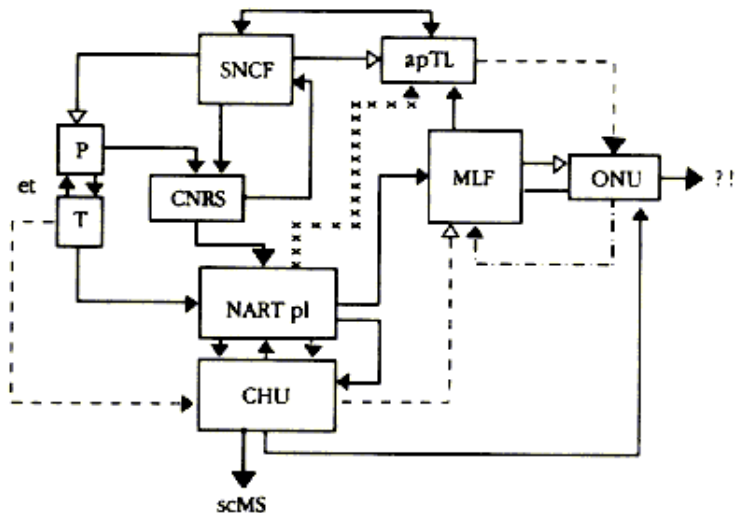 SNCF
apTL
P
et
T
CNRS
MLF
ONU
?!
NART pl
CHU
scMS